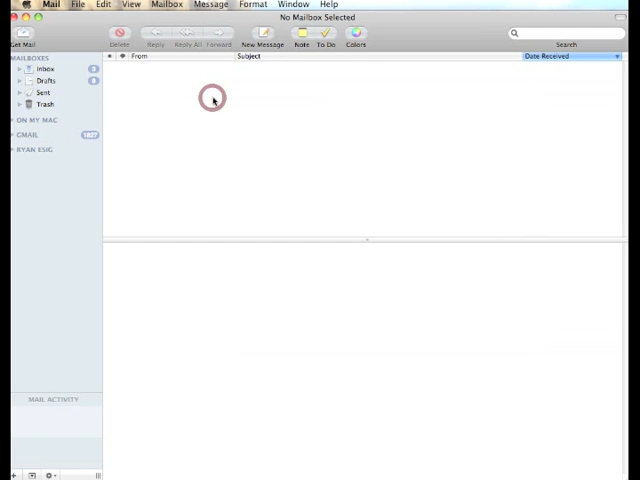 Mail File Edit View Mailbox Message Format Window Help
No Mailbox Selected
Get Mail Delete Reply Reply All Forward New Message Note To Do Colors Search
From Subject Date Received
MAILBOXES
Inbox
Drafts
Sent
Trash
ON MY MAC
GMAIL
RYAN ESIG
MAIL ACTIVITY